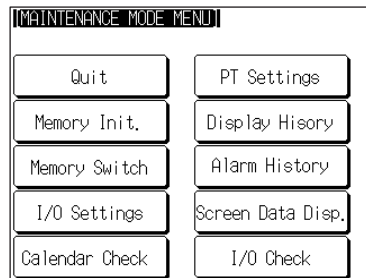 [MAINTENANCE MODE MENU]
Quit
PT Settings
Memory Init.
Display Hisory
Memory Switch
Alarm History
I/O Settings
Screen Data Disp.
Calendar Check
I/O Check